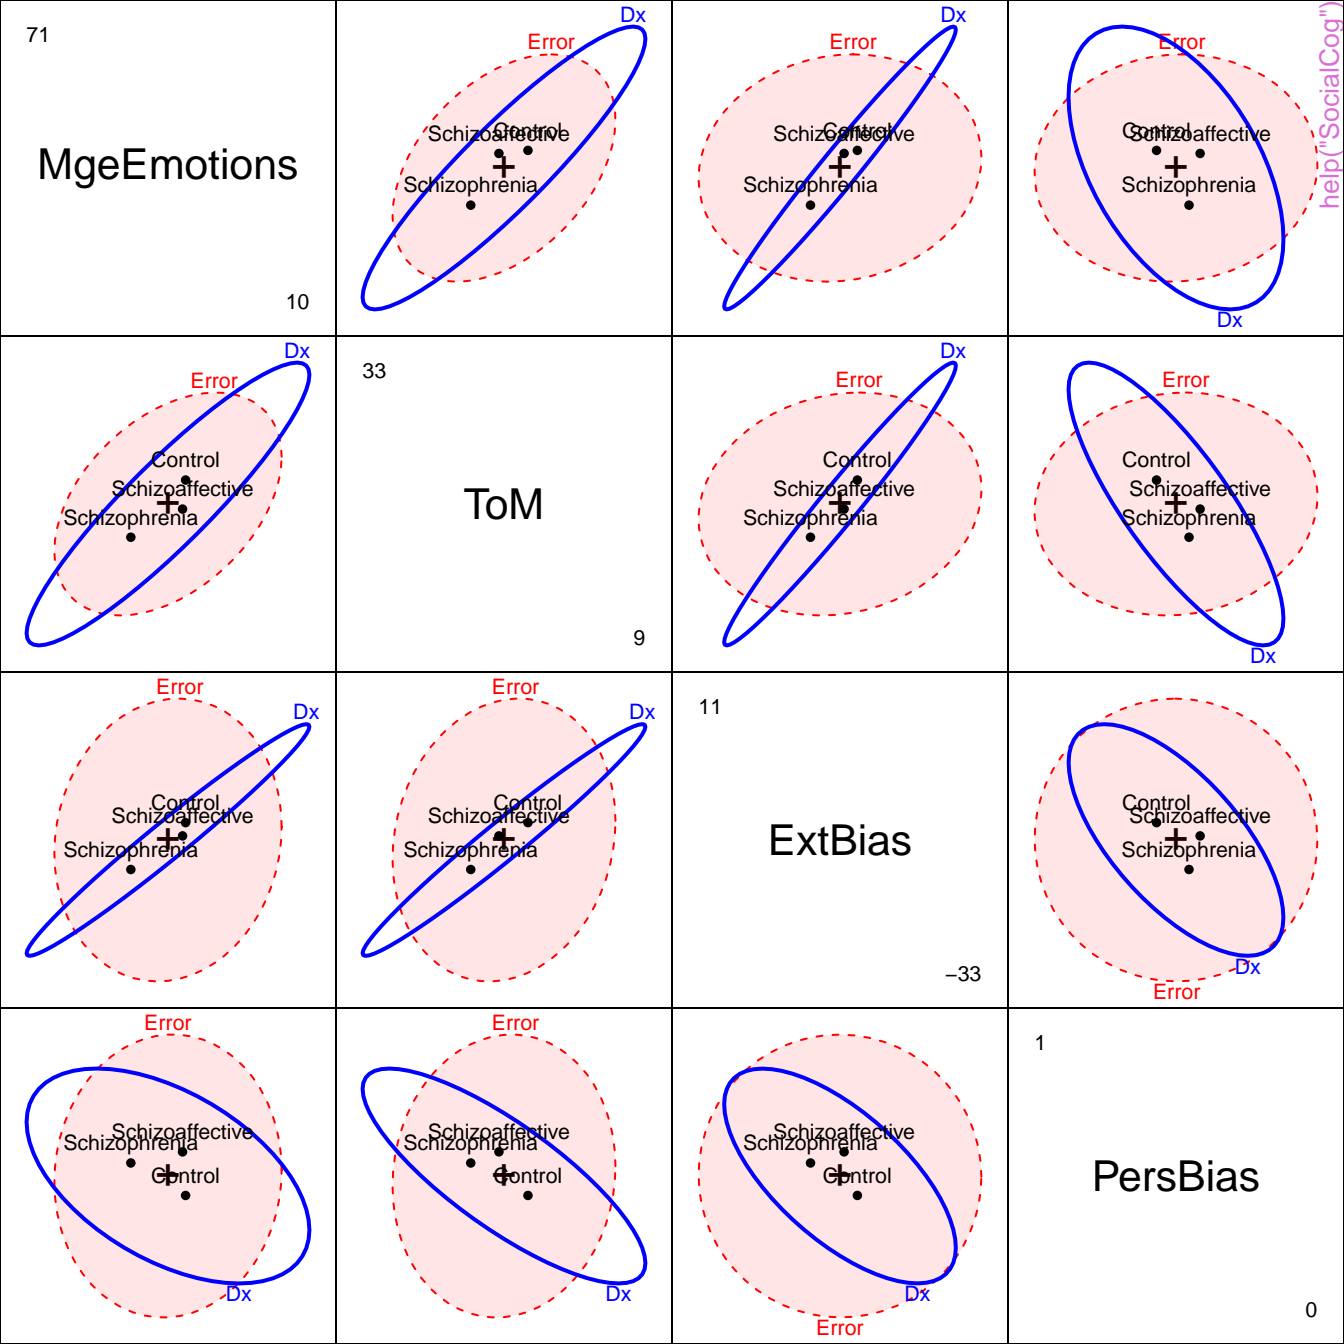 71
MgeEmotions
10
Dx
Error
Control
Schizoaffective
Schizophrenia
Dx
Error
Control
Schizoaffective
Schizophrenia
Error
Control
Schizoaffective
Schizophrenia
Dx
help("SocialCog")
Dx
Error
Control
Schizoaffective
Schizophrenia
33
ToM
9
Dx
Error
Control
Schizoaffective
Schizophrenia
Error
Control
Schizoaffective
Schizophrenia
Dx
Error
Dx
Control
Schizoaffective
Schizophrenia
Error
Dx
Control
Schizoaffective
Schizophrenia
11
ExtBias
−33
Control
Schizoaffective
Schizophrenia
Dx
Error
Error
Schizoaffective
Schizophrenia
Control
Dx
Error
Schizoaffective
Schizophrenia
Control
Dx
Schizoaffective
Schizophrenia
Control
Dx
Error
1
PersBias
0